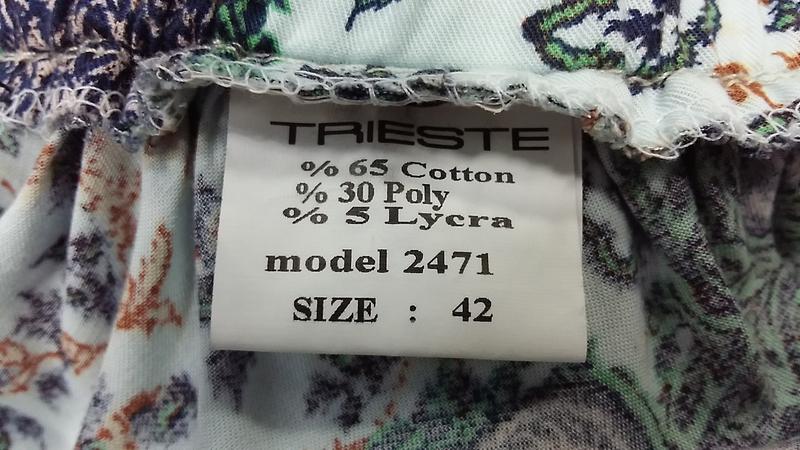 TRIESTE
% 65 Cotton
% 30 Poly
% 5 Lycra
model 2471
SIZE : 42